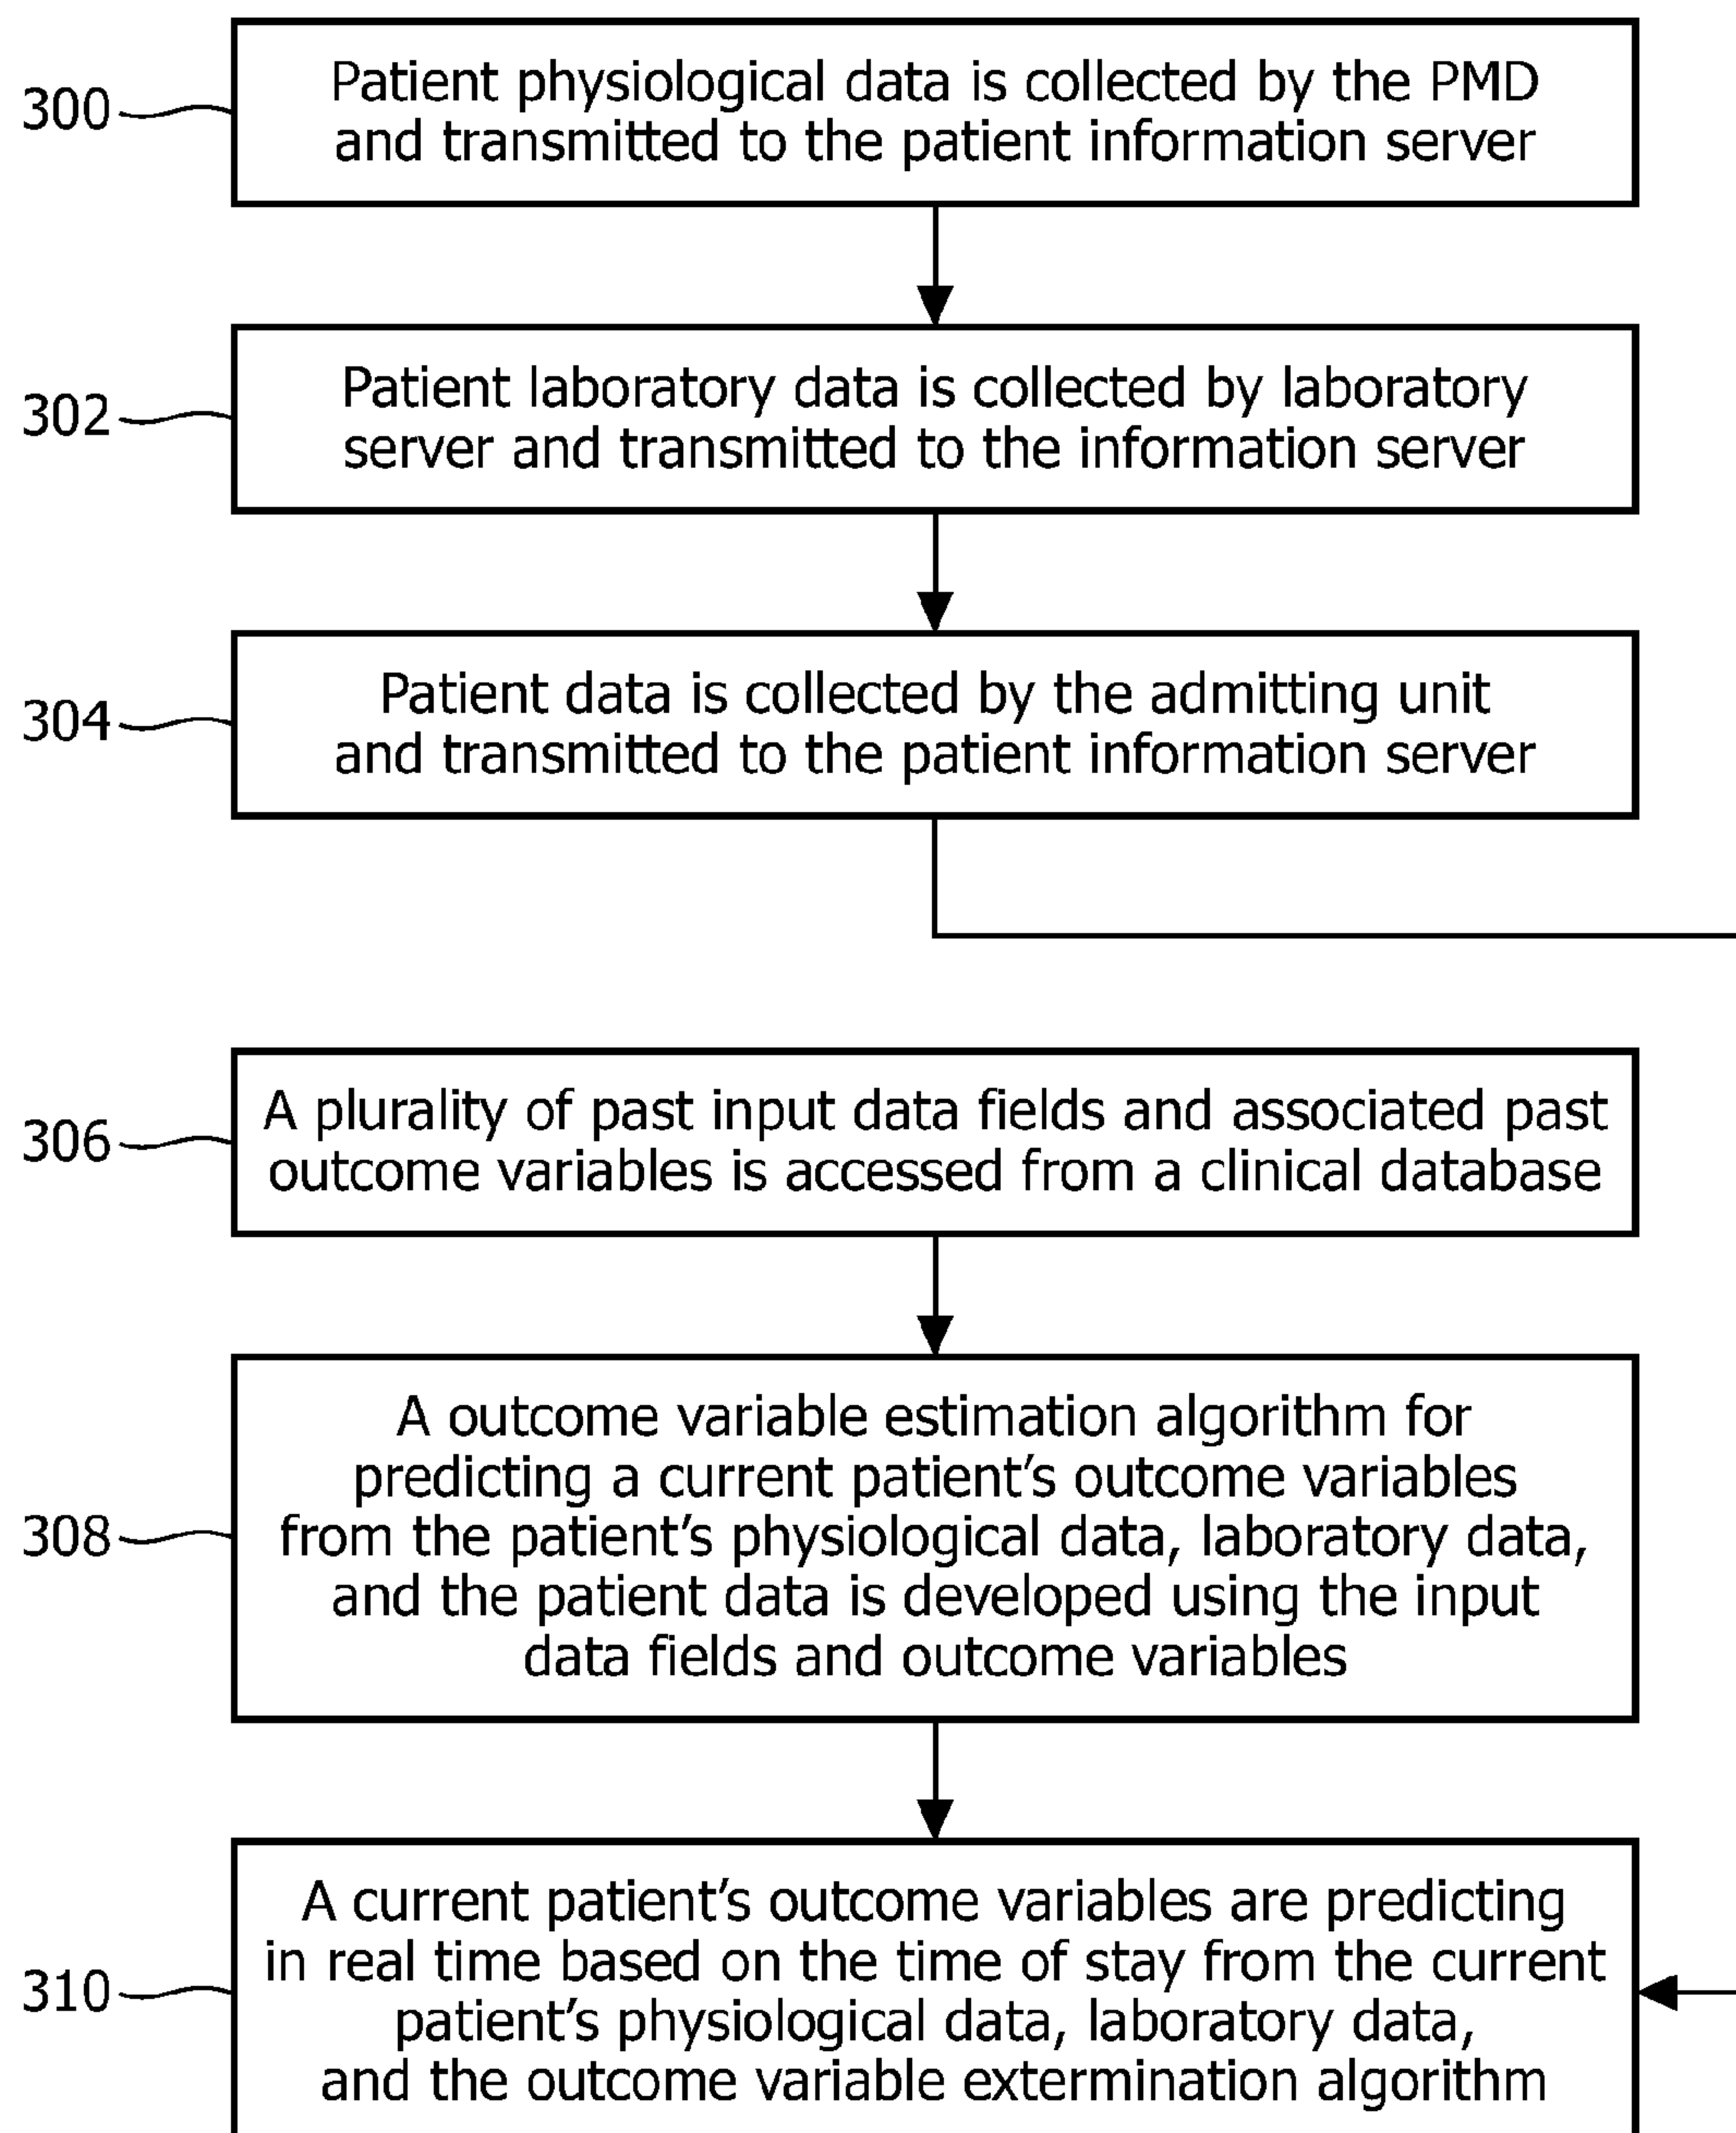 300
Patient physiological data is collected by the PMD
and transmitted to the patient information server
302
Patient laboratory data is collected by laboratory
server and transmitted to the information server
304
Patient data is collected by the admitting unit
and transmitted to the patient information server
306
A plurality of past input data fields and associated past
outcome variables is accessed from a clinical database
308
A outcome variable estimation algorithm for
predicting a current patient’s outcome variables
from the patient’s physiological data, laboratory data,
and the patient data is developed using the input
data fields and outcome variables
310
A current patient’s outcome variables are predicting
in real time based on the time of stay from the current
patient’s physiological data, laboratory data,
and the outcome variable extermination algorithm